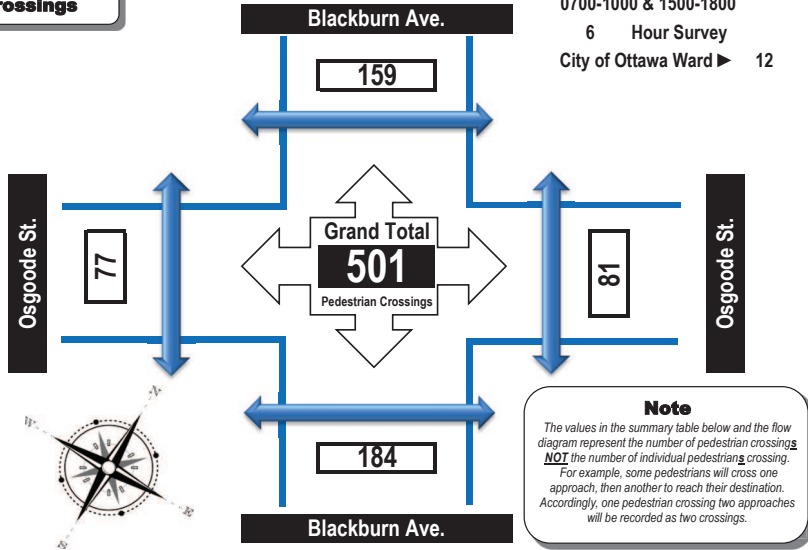 rossings
0700-1000 & 1500-1800
6 Hour Survey
City of Ottawa Ward ► 12
Blackburn Ave.
159
Osgoode St.
77
Grand Total
501
Pedestrian Crossings
81
Osgoode St.
184
Blackburn Ave.
N
W
E
S
Note
The values in the summary table below and the flow
diagram represent the number of pedestrian crossings
NOT the number of individual pedestrians crossing.
For example, some pedestrians will cross one
approach, then another to reach their destination.
Accordingly, one pedestrian crossing two approaches
will be recorded as two crossings.